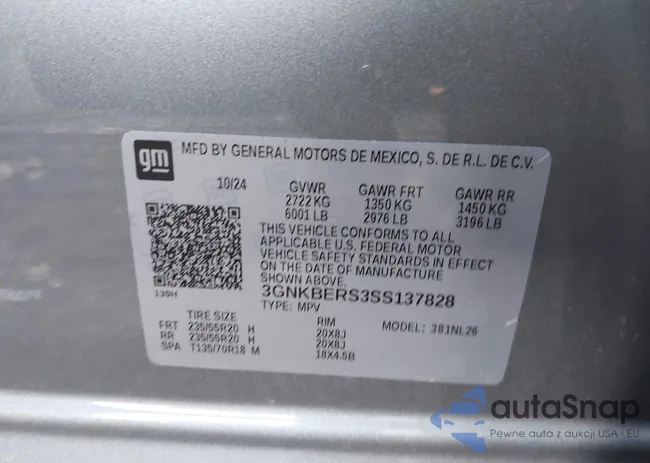 gm MFD BY GENERAL MOTORS DE MEXICO, S. DE R.L. DE C.V.
10/24 GVWR GAWR FRT GAWR RR
2722 KG 1350 KG 1450 KG
6001 LB 2976 LB 3196 LB
THIS VEHICLE CONFORMS TO ALL
APPLICABLE U.S. FEDERAL MOTOR
VEHICLE SAFETY STANDARDS IN EFFECT
ON THE DATE OF MANUFACTURE
SHOWN ABOVE.
135H 3GNKBERS3SS137828
TYPE: MPV
TIRE SIZE RIM MODEL: 381NL26
FRT 235/55R20 H 20X8J
RR 235/55R20 H 20X8J
SPA T135/70R18 M 18X4.5B
autaSnap
Pewne auta z aukcji USA i EU